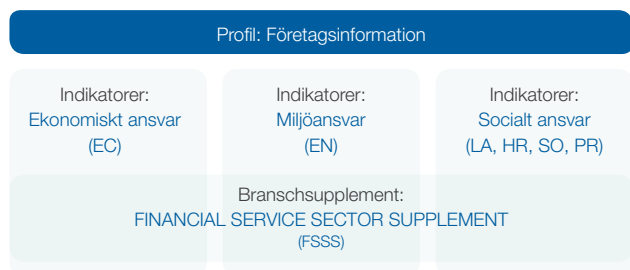 Profil: Företagsinformation
Indikatorer:
Ekonomiskt ansvar
(EC)
Indikatorer:
Miljöansvar
(EN)
Indikatorer:
Socialt ansvar
(LA, HR, SO, PR)
Branschsupplement:
FINANCIAL SERVICE SECTOR SUPPLEMENT
(FSSS)